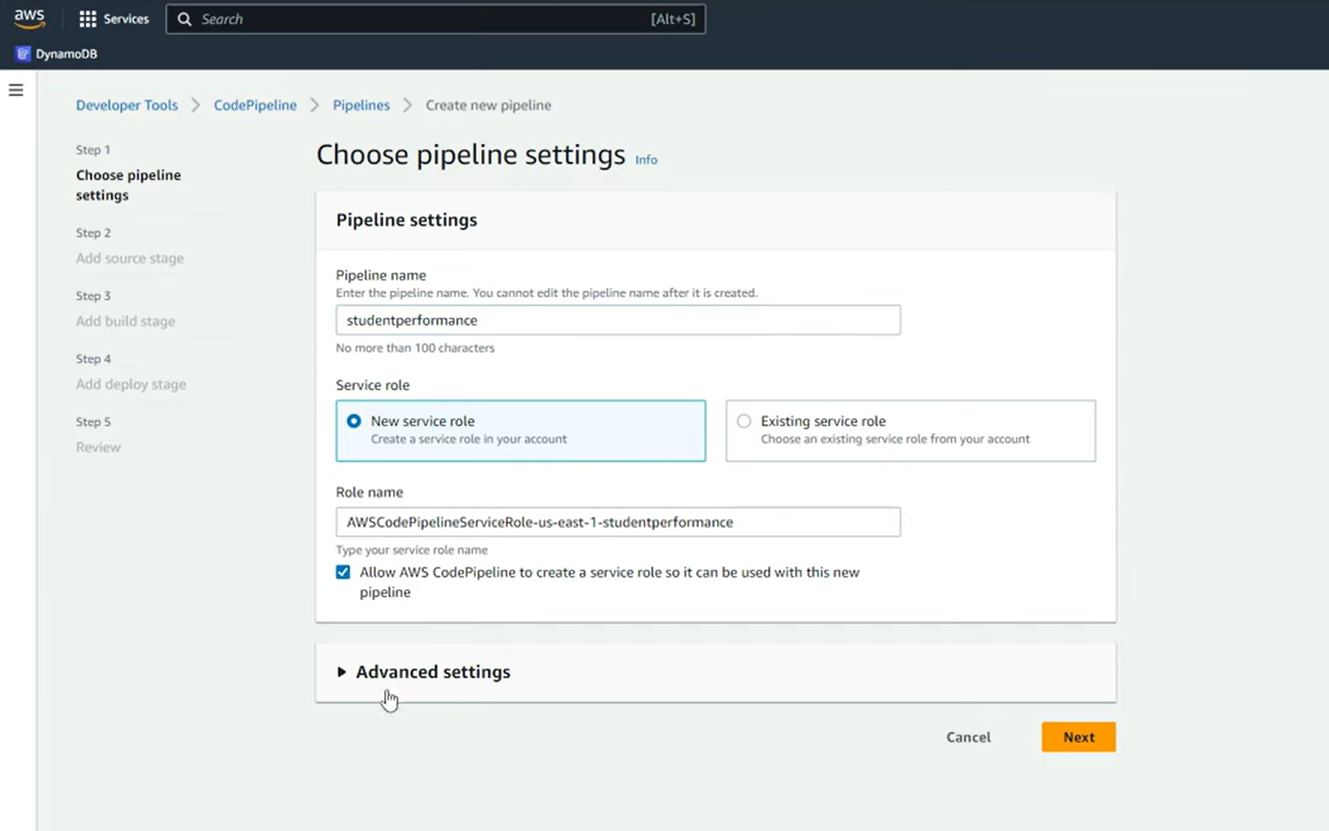 aws
Services
Search
[Alt+S]
DynamoDB
Developer Tools
CodePipeline
Pipelines
Create new pipeline
Step 1
Choose pipeline
settings
Step 2
Add source stage
Step 3
Add build stage
Step 4
Add deploy stage
Step 5
Review
Choose pipeline settings Info
Pipeline settings
Pipeline name
Enter the pipeline name. You cannot edit the pipeline name after it is created.
studentperformance
No more than 100 characters
Service role
New service role
Create a service role in your account
Existing service role
Choose an existing service role from your account
Role name
AWSCodePipelineServiceRole-us-east-1-studentperformance
Type your service role name
Allow AWS CodePipeline to create a service role so it can be used with this new
pipeline
Advanced settings
Cancel
Next